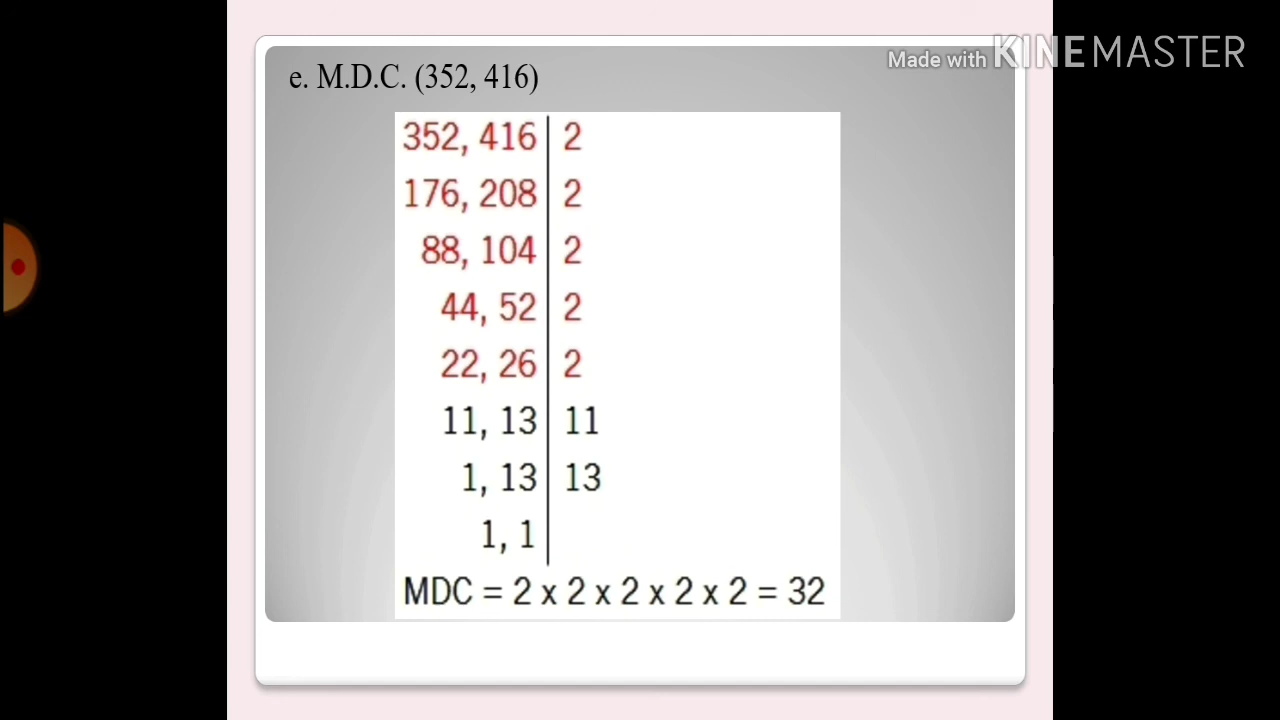 Made with KINEMASTER
e. M.D.C. (352, 416)
352, 416 | 2
176, 208 | 2
88, 104 | 2
44, 52 | 2
22, 26 | 2
11, 13 | 11
1, 13 | 13
1, 1 |
MDC = 2 x 2 x 2 x 2 x 2 = 32